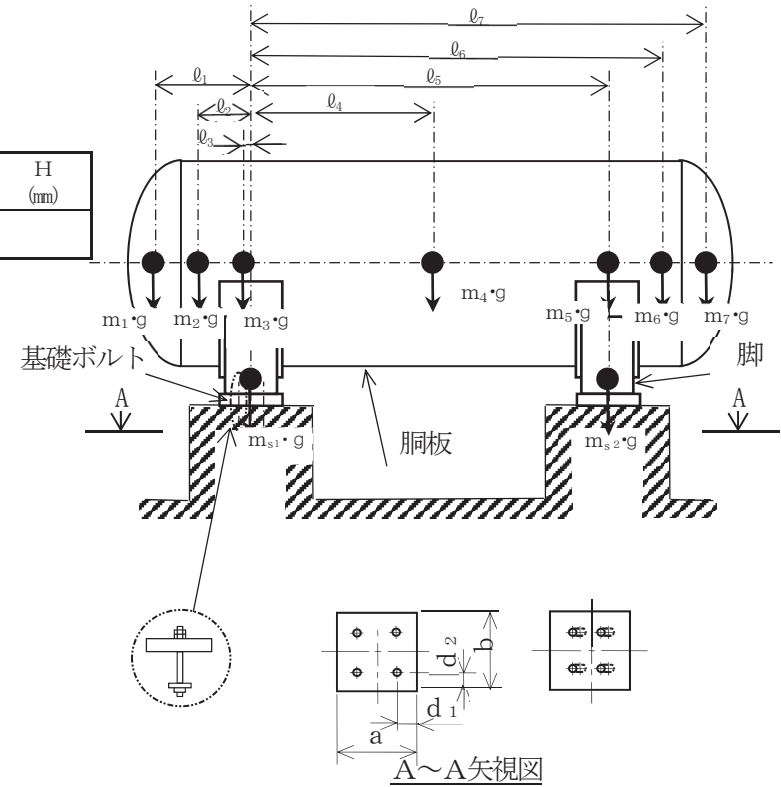 ℓ₇
ℓ₆
ℓ₁
ℓ₅
ℓ₂
ℓ₄
ℓ₃
H
(mm)
m₁・g
m₂・g
m₃・g
m₄・g
m₅・g
m₆・g
m₇・g
基礎ボルト
脚
A
A
mₛ₁・g
胴板
mₛ₂・g
d₂
b
d₁
a
A～A矢視図